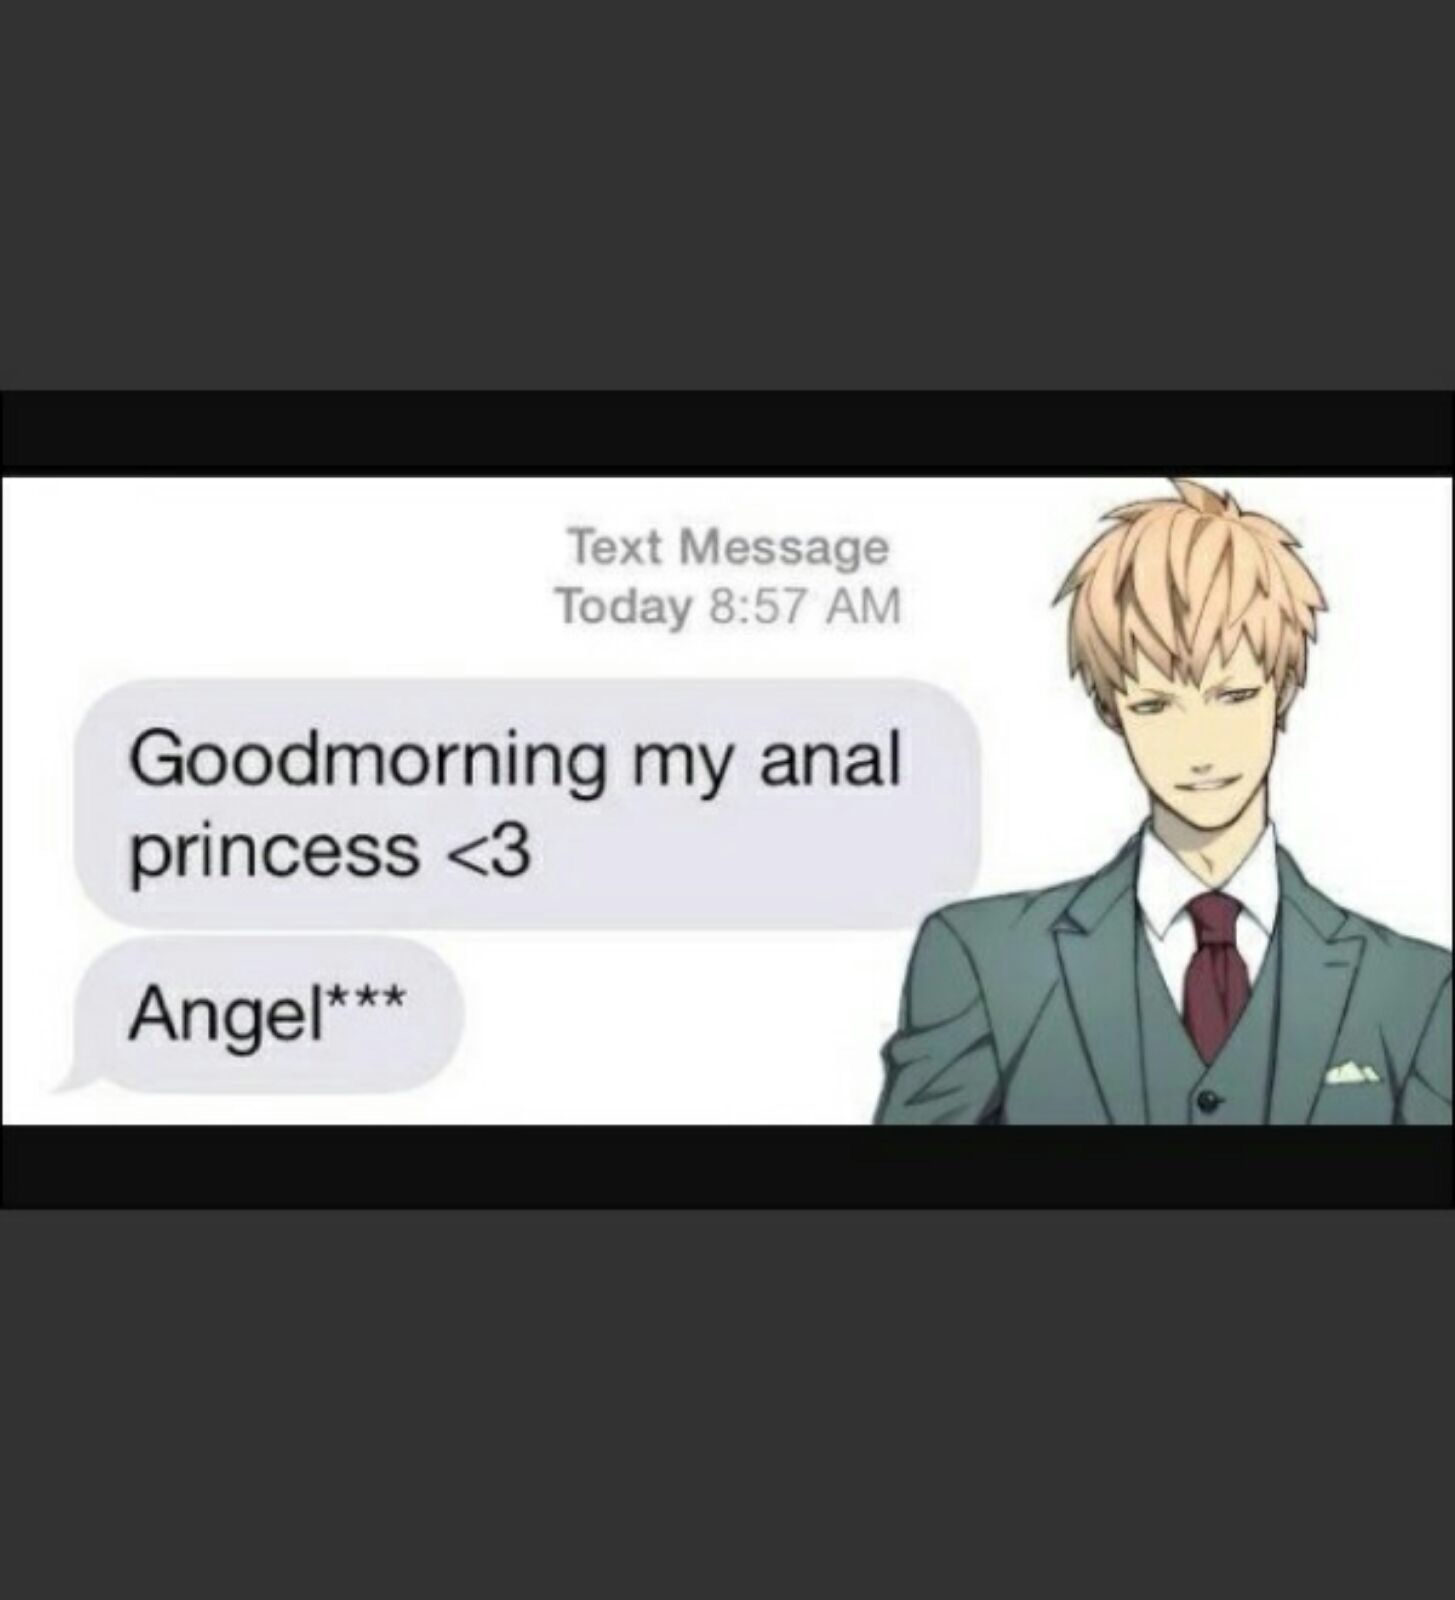 Text Message
Today 8:57 AM
Goodmorning my anal
princess <3
Angel***